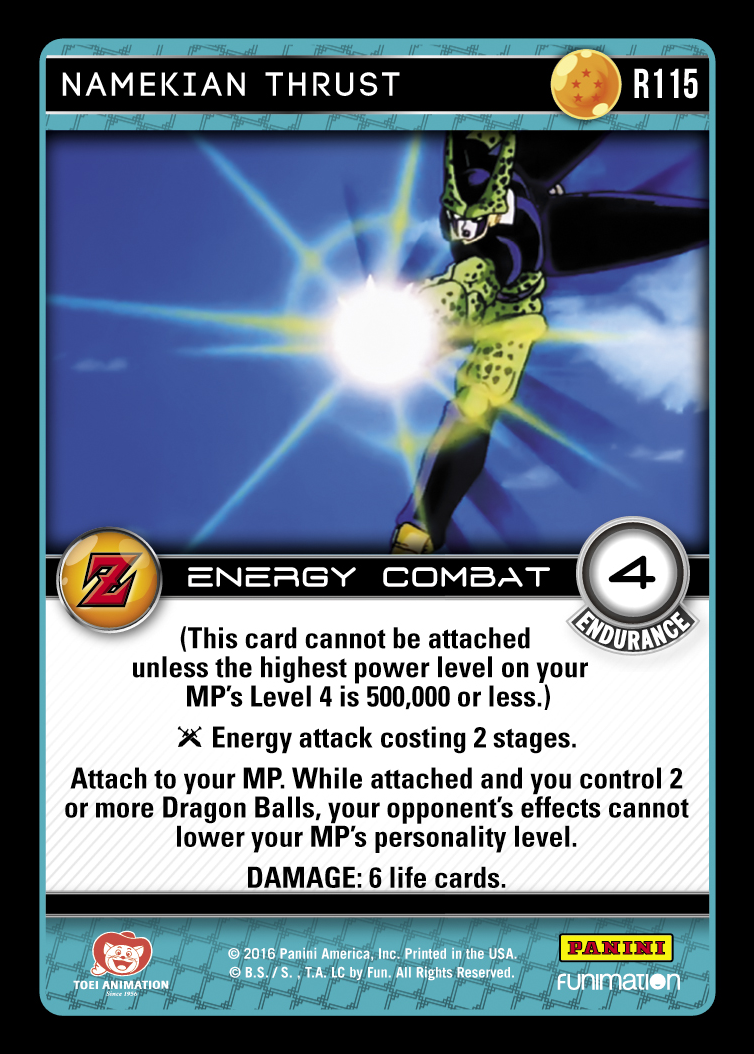 NAMEKIAN THRUST R115
Z ENERGY COMBAT 4
ENDURANCE
(This card cannot be attached
unless the highest power level on your
MP's Level 4 is 500,000 or less.)
Energy attack costing 2 stages.
Attach to your MP. While attached and you control 2
or more Dragon Balls, your opponent's effects cannot
lower your MP's personality level.
DAMAGE: 6 life cards.
TOEI ANIMATION
Since 1956
© 2016 Panini America, Inc. Printed in the USA.
© B.S. / S. , T.A. LC by Fun. All Rights Reserved.
PANINI
FUNIMATION